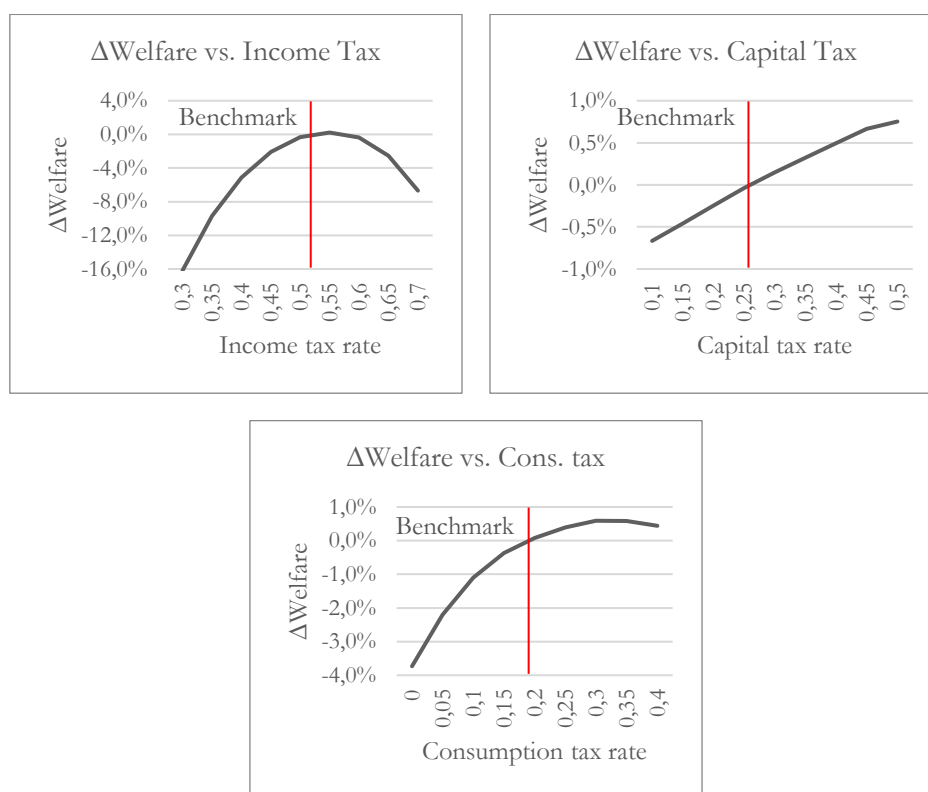 ΔWelfare vs. Income Tax
4,0%
0,0%
-4,0%
-8,0%
-12,0%
-16,0%
Benchmark
ΔWelfare
0,3 0,35 0,4 0,45 0,5 0,55 0,6 0,65 0,7
Income tax rate
ΔWelfare vs. Capital Tax
1,0%
0,5%
0,0%
-0,5%
-1,0%
Benchmark
ΔWelfare
0,1 0,15 0,2 0,25 0,3 0,35 0,4 0,45 0,5
Capital tax rate
ΔWelfare vs. Cons. tax
1,0%
0,0%
-1,0%
-2,0%
-3,0%
-4,0%
Benchmark
ΔWelfare
0 0,05 0,1 0,15 0,2 0,25 0,3 0,35 0,4
Consumption tax rate